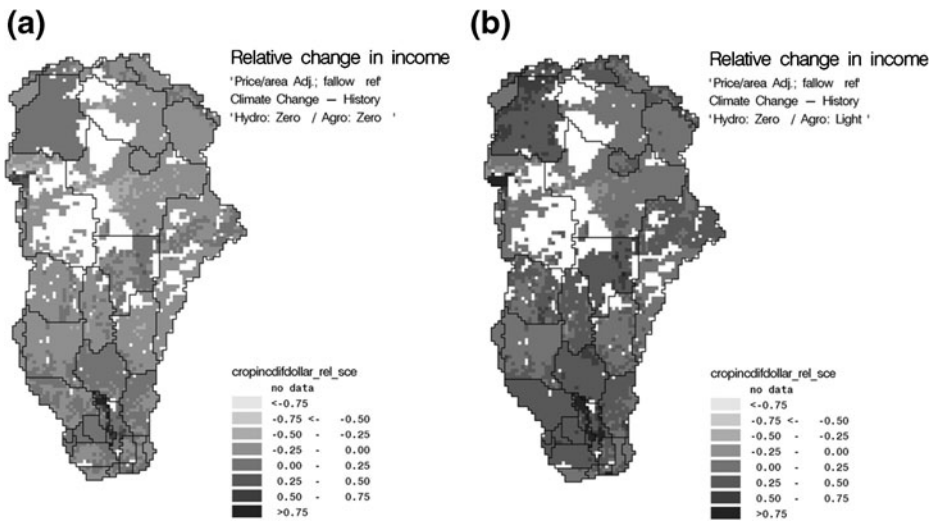 (a)
Relative change in income
'Price/area Adj.; fallow ref'
Climate Change — History
'Hydro: Zero / Agro: Zero '
cropincdifdollar_rel_sce
no data
<-0.75
-0.75 <- -0.50
-0.50 - -0.25
-0.25 - 0.00
0.00 - 0.25
0.25 - 0.50
0.50 - 0.75
>0.75
(b)
Relative change in income
'Price/area Adj.; fallow ref'
Climate Change — History
'Hydro: Zero / Agro: Light '
cropincdifdollar_rel_sce
no data
<-0.75
-0.75 <- -0.50
-0.50 - -0.25
-0.25 - 0.00
0.00 - 0.25
0.25 - 0.50
0.50 - 0.75
>0.75